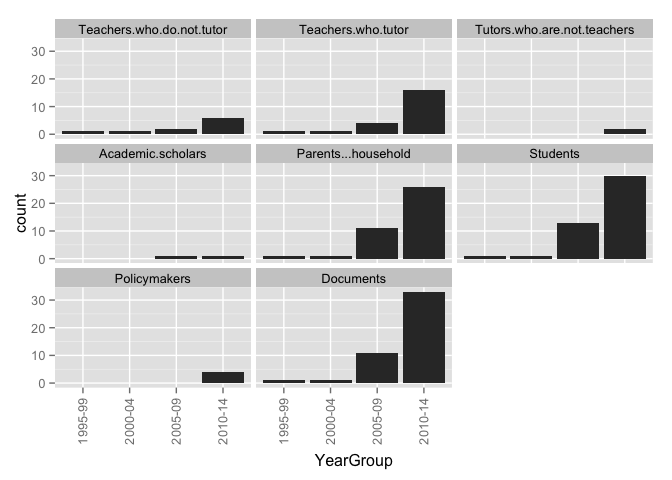 Teachers.who.do.not.tutor
Teachers.who.tutor
Tutors.who.are.not.teachers
30
20
10
0
Academic.scholars
Parents...household
Students
30
20
10
0
count
Policymakers
Documents
30
20
10
0
1995-99
2000-04
2005-09
2010-14
1995-99
2000-04
2005-09
2010-14
YearGroup